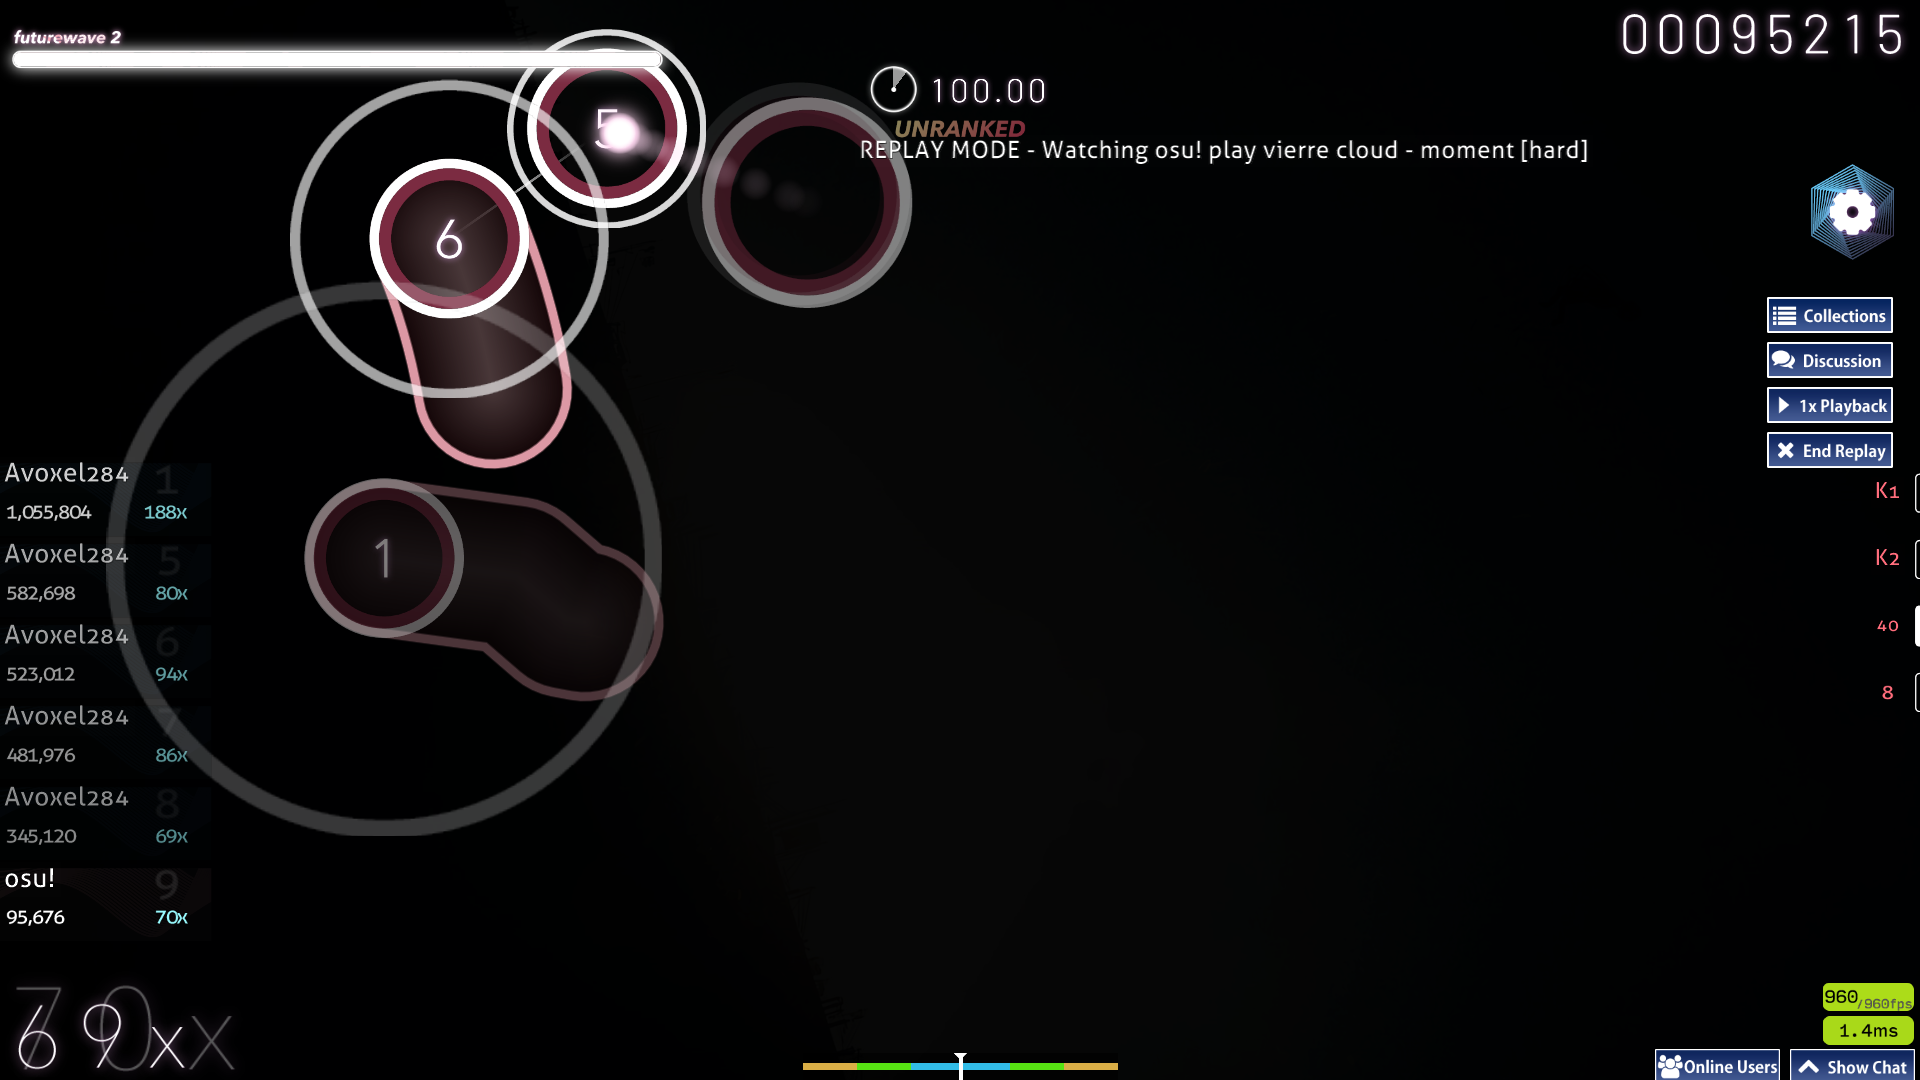 futurewave 2
00095215
100.00
UNRANKED
REPLAY MODE - Watching osu! play vierre cloud - moment [hard]
5
6
1
Collections
Discussion
1x Playback
End Replay
K1
K2
40
8
Avoxel284 1
1,055,804 188x
Avoxel284 5
582,698 80x
Avoxel284 6
523,012 94x
Avoxel284 7
481,976 86x
Avoxel284 8
345,120 69x
osu! 9
95,676 70x
70x
69x
960/960fps
1.4ms
Online Users
Show Chat